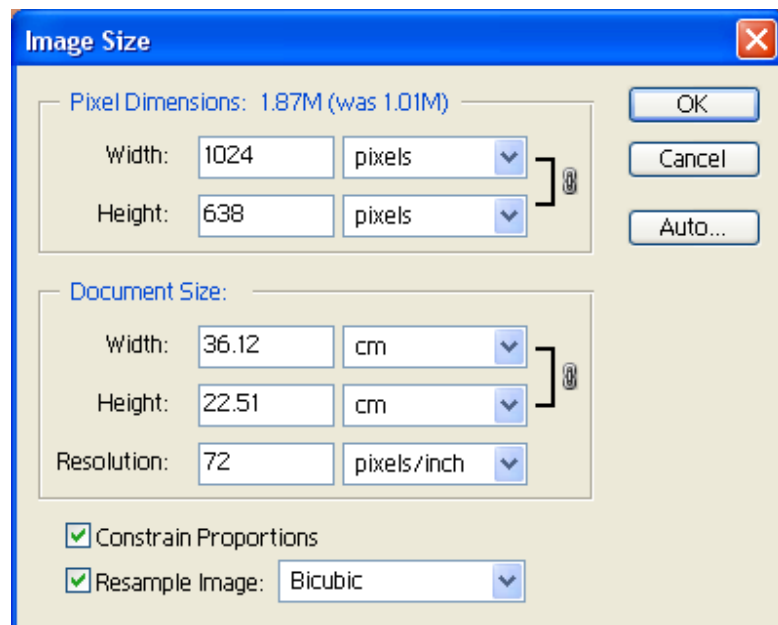 Image Size
Pixel Dimensions: 1.87M (was 1.01M)
OK
Width: 1024 pixels
Cancel
Height: 638 pixels
Auto...
Document Size:
Width: 36.12 cm
Height: 22.51 cm
Resolution: 72 pixels/inch
Constrain Proportions
Resample Image: Bicubic